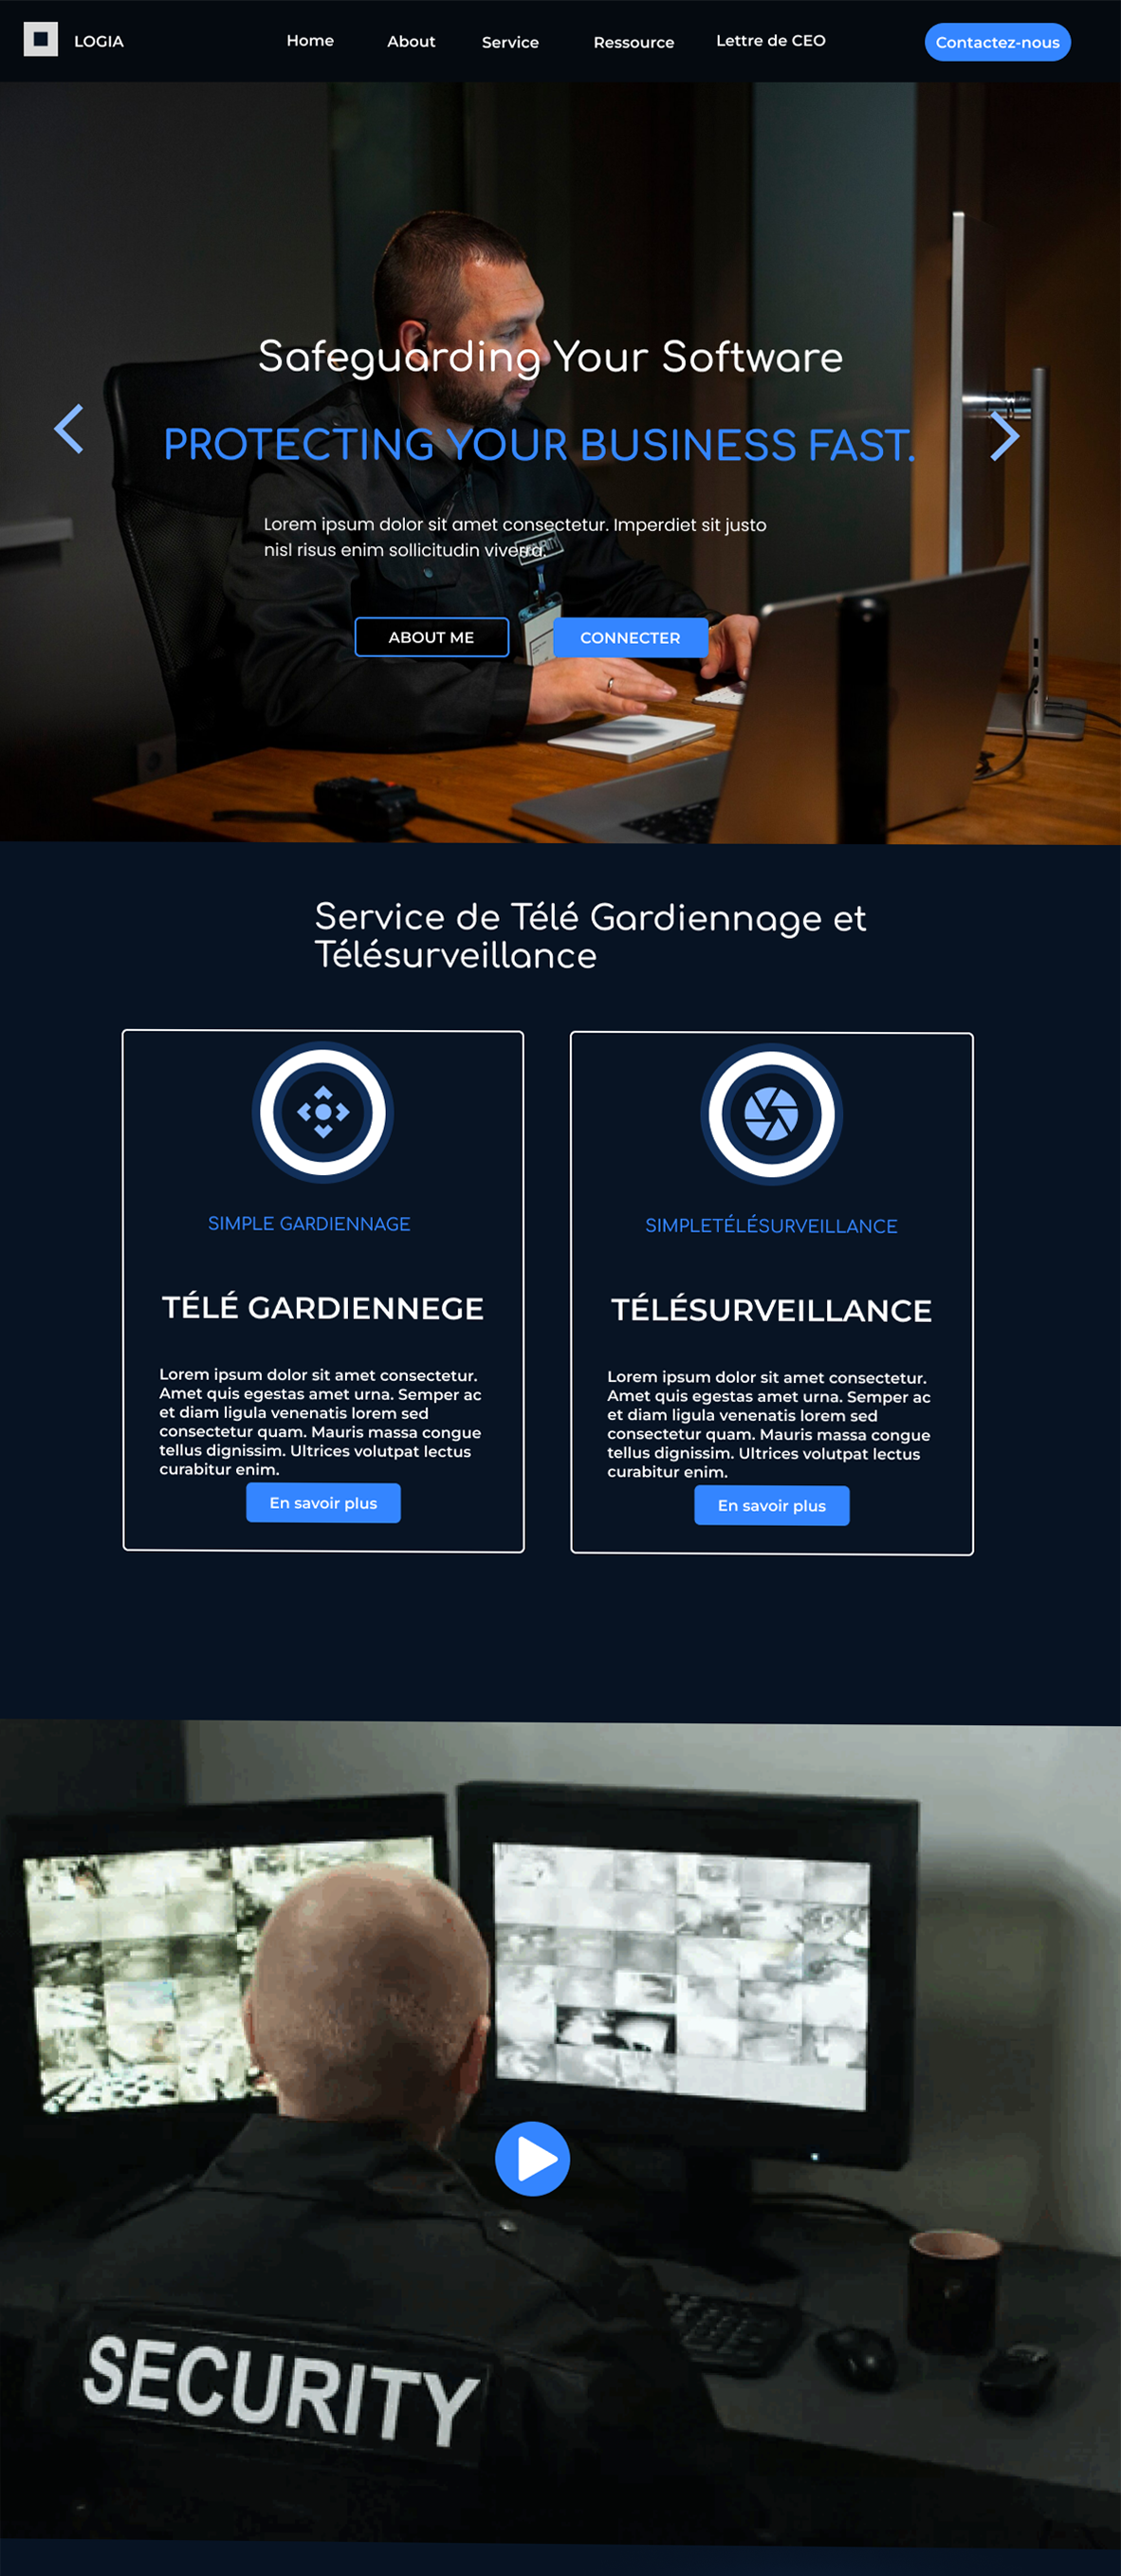 LOGIA
Home
About
Service
Ressource
Lettre de CEO
Contactez-nous
Safeguarding Your Software
PROTECTING YOUR BUSINESS FAST.
Lorem ipsum dolor sit amet consectetur. Imperdiet sit justo
nisl risus enim sollicitudin viverra.
SECURITY
ABOUT ME
CONNECTER
Service de Télé Gardiennage et
Télésurveillance
SIMPLE GARDIENNAGE
TÉLÉ GARDIENNEGE
Lorem ipsum dolor sit amet consectetur.
Amet quis egestas amet urna. Semper ac
et diam ligula venenatis lorem sed
consectetur quam. Mauris massa congue
tellus dignissim. Ultrices volutpat lectus
curabitur enim.
En savoir plus
SIMPLETÉLÉSURVEILLANCE
TÉLÉSURVEILLANCE
Lorem ipsum dolor sit amet consectetur.
Amet quis egestas amet urna. Semper ac
et diam ligula venenatis lorem sed
consectetur quam. Mauris massa congue
tellus dignissim. Ultrices volutpat lectus
curabitur enim.
En savoir plus
SECURITY